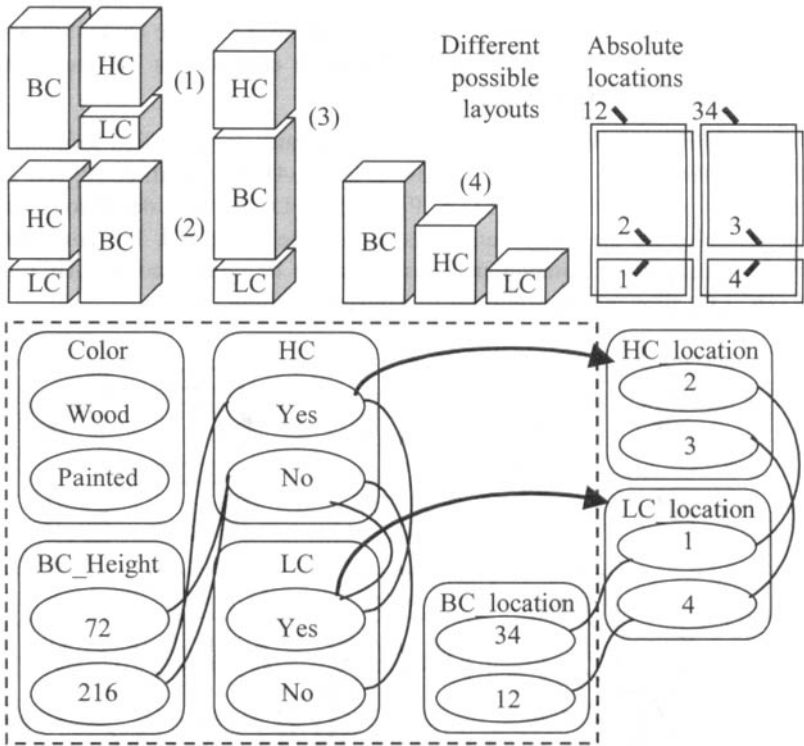 BC
HC
LC
(1)
HC
LC
BC
(2)
HC
BC
LC
(3)
BC
HC
LC
(4)
Different
possible
layouts
Absolute
locations
12
34
2
3
1
4
Color
Wood
Painted
HC
Yes
No
BC_Height
72
216
LC
Yes
No
BC_location
34
12
HC_location
2
3
LC_location
1
4